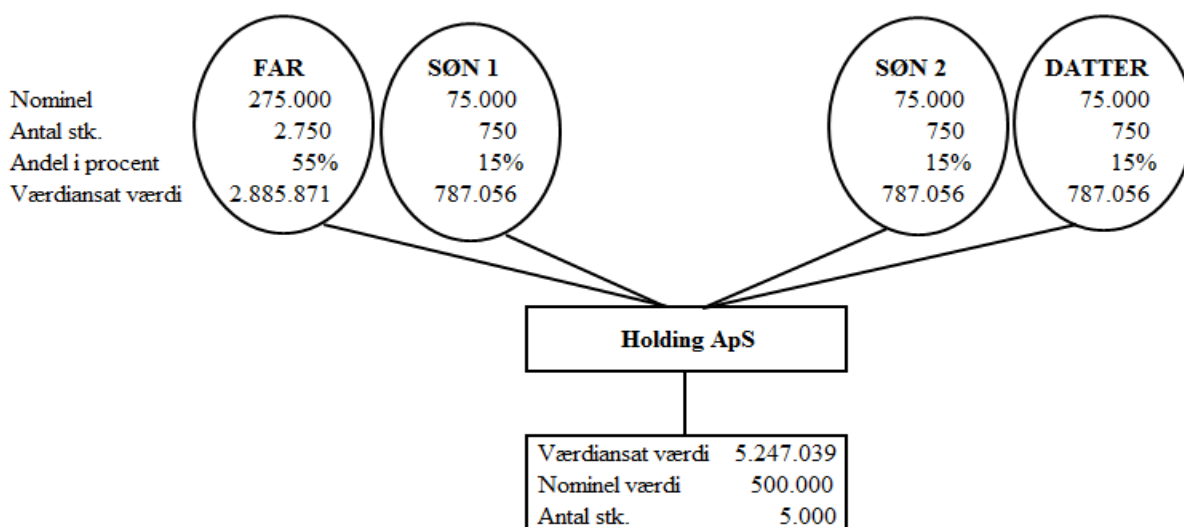 FAR SØN 1 SØN 2 DATTER
Nominel 275.000 75.000 75.000 75.000
Antal stk. 2.750 750 750 750
Andel i procent 55% 15% 15% 15%
Værdiansat værdi 2.885.871 787.056 787.056 787.056
Holding ApS
Værdiansat værdi 5.247.039
Nominel værdi 500.000
Antal stk. 5.000